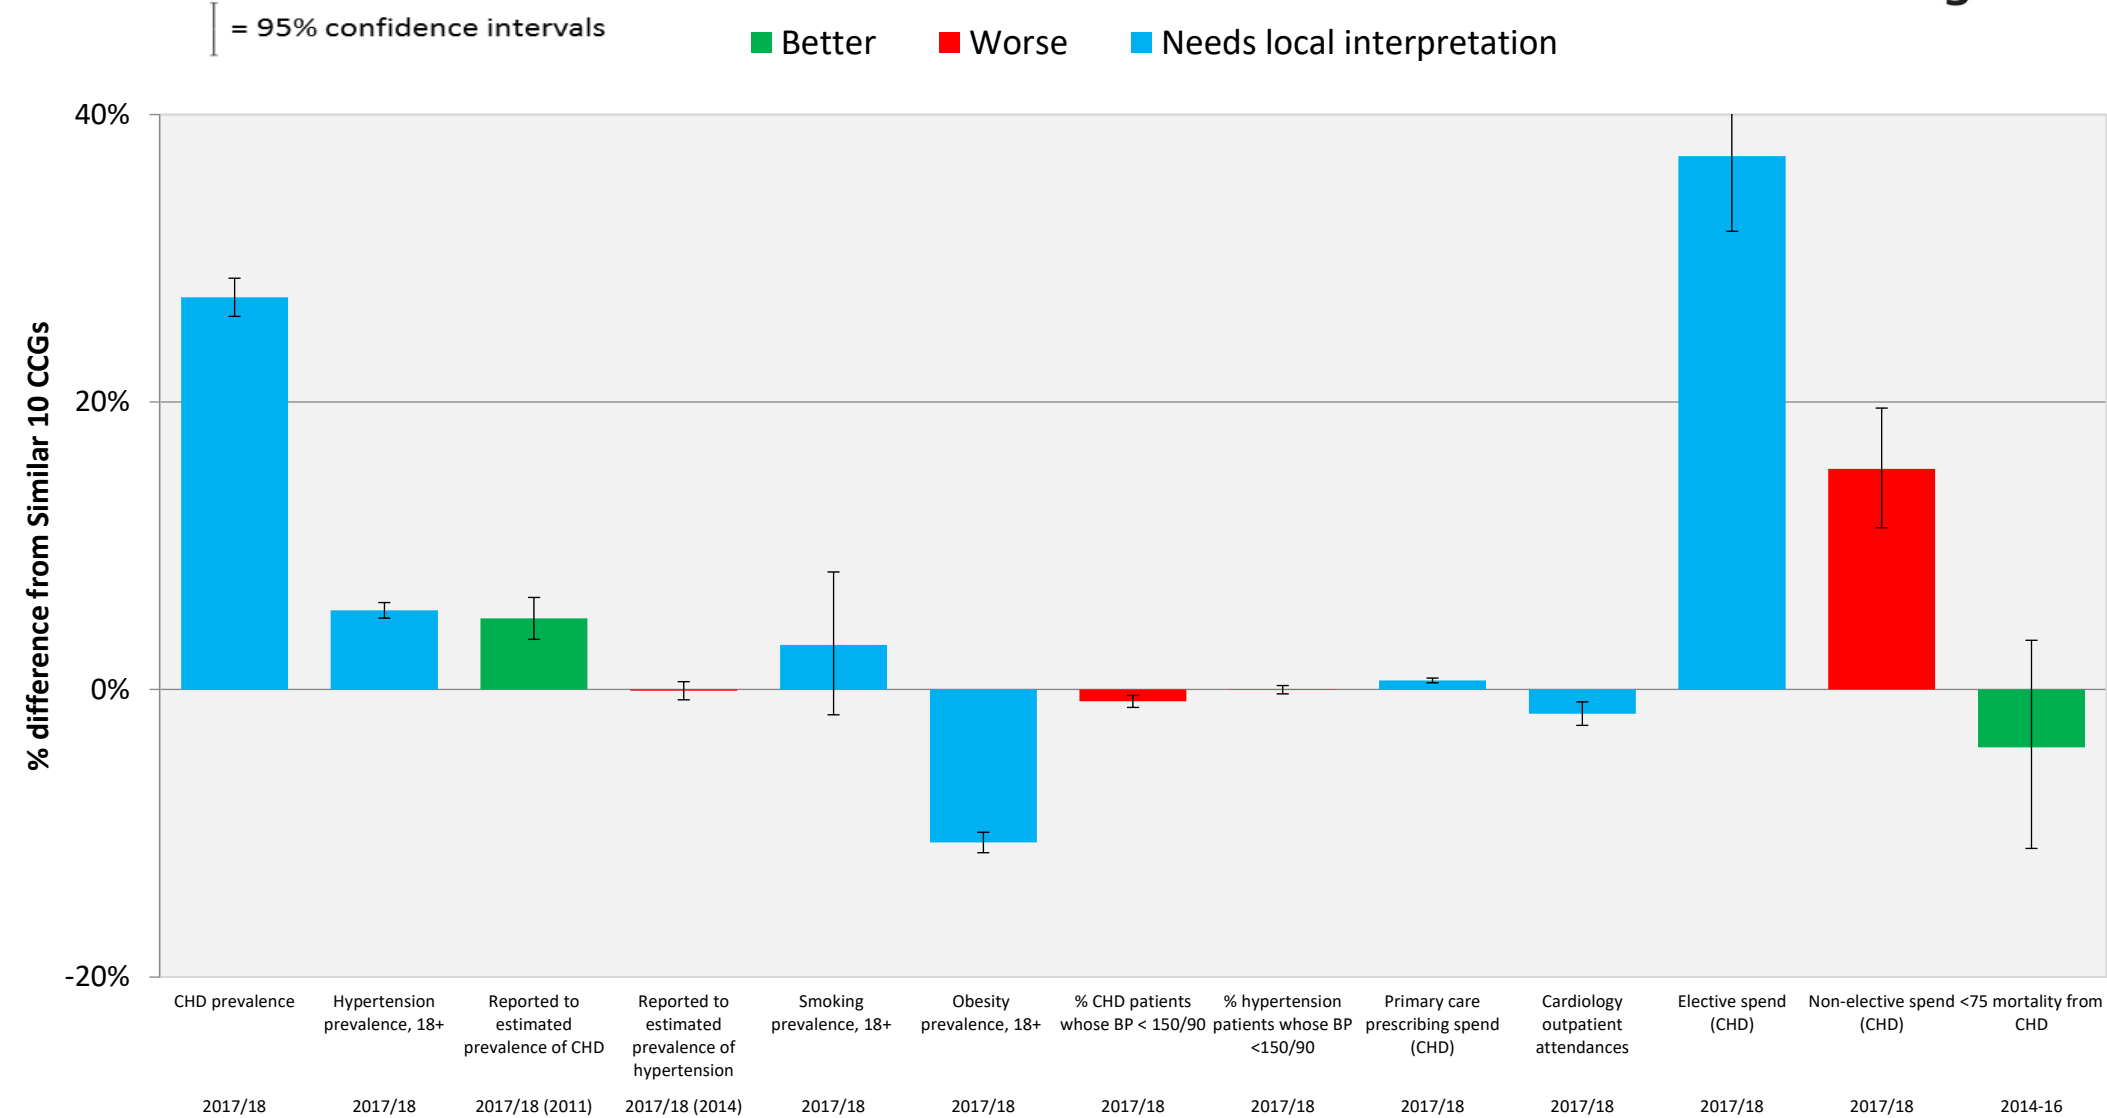 = 95% confidence intervals
Better
Worse
Needs local interpretation
40%
20%
0%
-20%
% difference from Similar 10 CCGs
CHD prevalence
2017/18
Hypertension
prevalence, 18+
2017/18
Reported to
estimated
prevalence of CHD
2017/18 (2011)
Reported to
estimated
prevalence of
hypertension
2017/18 (2014)
Smoking
prevalence, 18+
2017/18
Obesity
prevalence, 18+
2017/18
% CHD patients
whose BP < 150/90
2017/18
% hypertension
patients whose BP
<150/90
2017/18
Primary care
prescribing spend
(CHD)
2017/18
Cardiology
outpatient
attendances
2017/18
Elective spend
(CHD)
2017/18
Non-elective spend
(CHD)
2017/18
<75 mortality from
CHD
2014-16